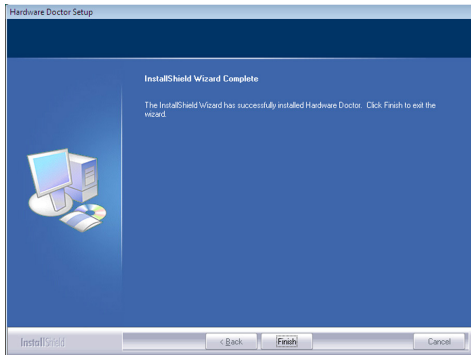 Hardware Doctor Setup
InstallShield Wizard Complete
The InstallShield Wizard has successfully installed Hardware Doctor. Click Finish to exit the
wizard.
InstallShield
< Back
Finish
Cancel